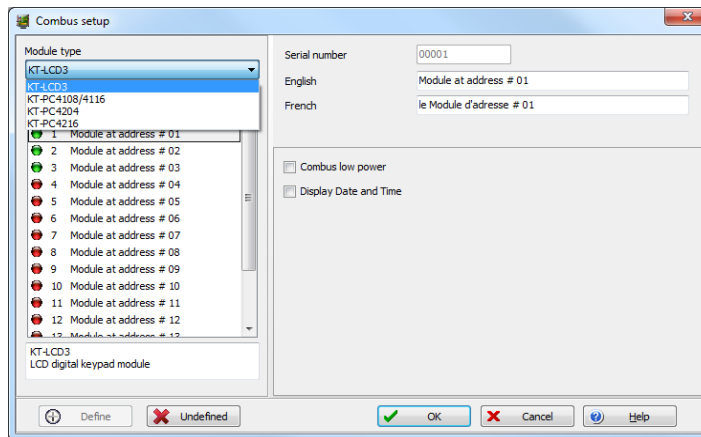 Combus setup
Module type
KT-LCD3
KT-LCD3
KT-PC4108/4116
KT-PC4204
KT-PC4216
1 Module at address # 01
2 Module at address # 02
3 Module at address # 03
4 Module at address # 04
5 Module at address # 05
6 Module at address # 06
7 Module at address # 07
8 Module at address # 08
9 Module at address # 09
10 Module at address # 10
11 Module at address # 11
12 Module at address # 12
13 Module at address # 13
KT-LCD3
LCD digital keypad module
Serial number 00001
English Module at address # 01
French le Module d'adresse # 01
Combus low power
Display Date and Time
Define Undefined OK Cancel Help